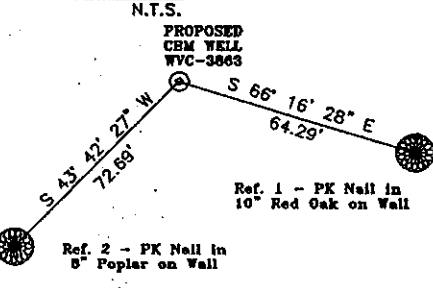 N.T.S.
PROPOSED
CBM WELL
WVC-3863
S 66° 16' 28" E
64.29'
S 43° 42' 27" W
72.69'
Ref. 1 - PK Nail in
10" Red Oak on Wall
Ref. 2 - PK Nail in
8" Poplar on Wall